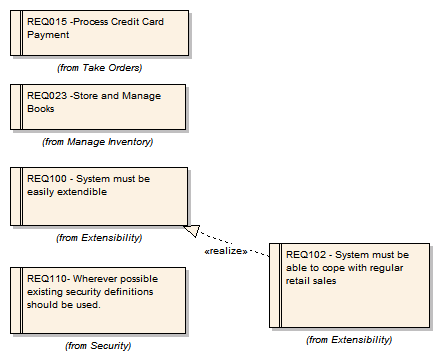 REQ015 -Process Credit Card
Payment
(from Take Orders)
REQ023 -Store and Manage
Books
(from Manage Inventory)
REQ100 - System must be
easily extendible
(from Extensibility)
«realize»
REQ102 - System must be
able to cope with regular
retail sales
(from Extensibility)
REQ110- Wherever possible
existing security definitions
should be used.
(from Security)